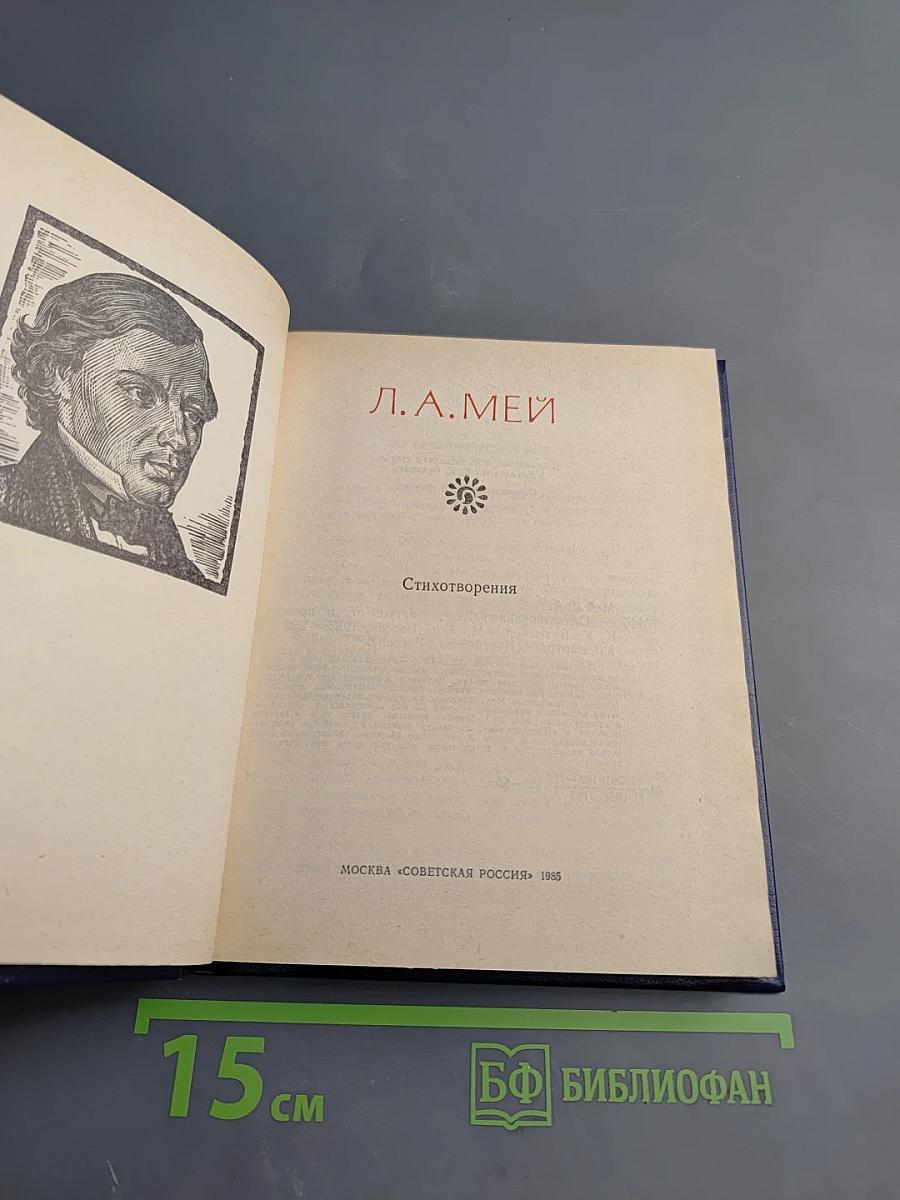 Л. А. МЕЙ
Стихотворения
МОСКВА «СОВЕТСКАЯ РОССИЯ» 1985
15 см
БФ БИБЛИОФАН